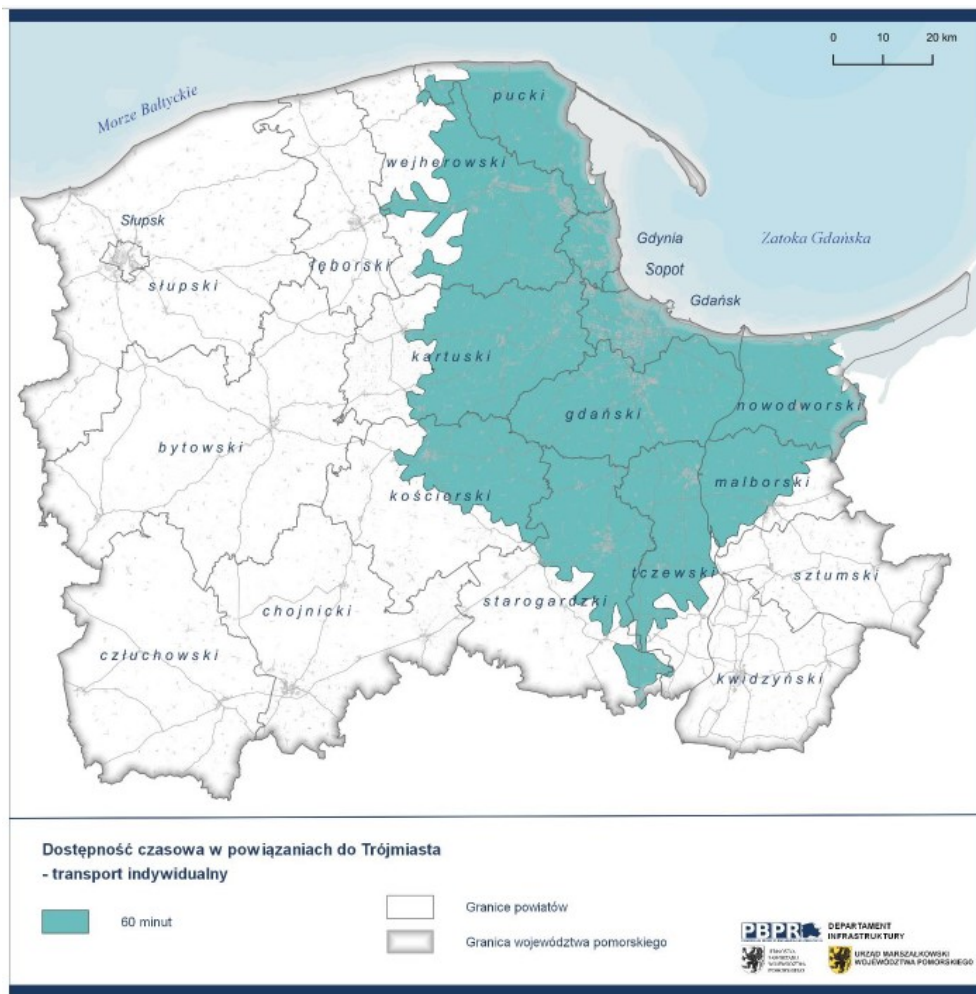 0 10 20 km
Morze Bałtyckie
pucki
wejherowski
Słupsk
Gdynia
Zatoka Gdańska
łęborski
Sopot
słupski
Gdańsk
kartuski
gdański
nowodworski
bytowski
malborski
kościerski
tczewski
sztumski
starogardzki
chojnicki
człuchowski
kwidzyński
Dostępność czasowa w powiązaniach do Trójmiasta
- transport indywidualny
60 minut
Granice powiatów
Granica województwa pomorskiego
PBPR
DEPARTAMENT
INFRASTRUKTURY
URZĄD MARSZAŁKOWSKI
WOJEWÓDZTWA POMORSKIEGO